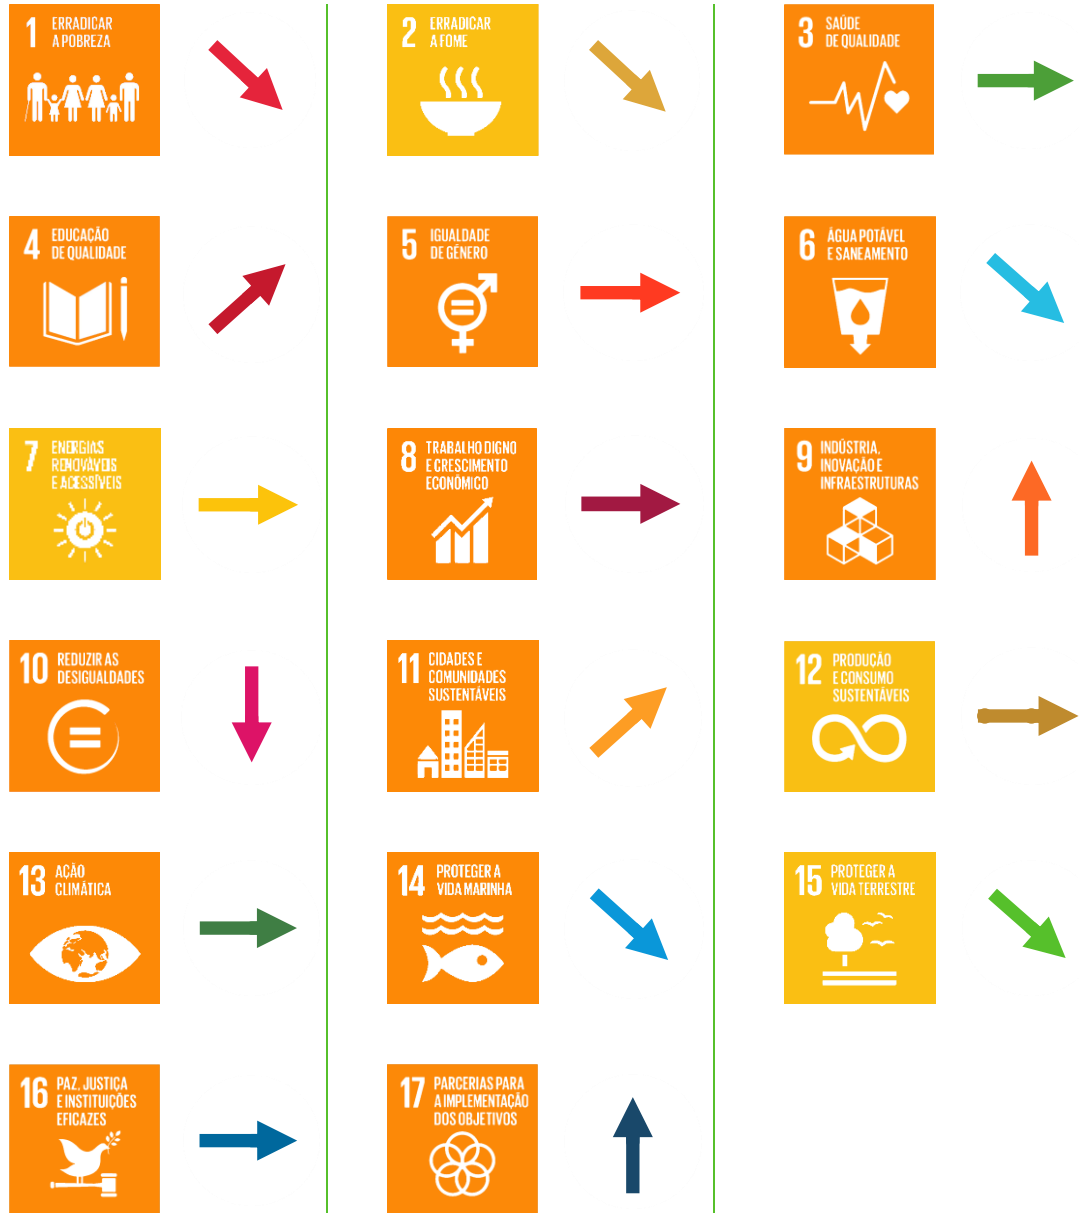 1 ERRADICAR
A POBREZA
2 ERRADICAR
A FOME
3 SAÚDE
DE QUALIDADE
4 EDUCAÇÃO
DE QUALIDADE
5 IGUALDADE
DE GÉNERO
6 ÁGUA POTÁVEL
E SANEAMENTO
7 ENERGIAS
RENOVÁVEIS
E ACESSÍVEIS
8 TRABALHO DIGNO
E CRESCIMENTO
ECONÓMICO
9 INDÚSTRIA,
INOVAÇÃO E
INFRAESTRUTURAS
10 REDUZIR AS
DESIGUALDADES
11 CIDADES E
COMUNIDADES
SUSTENTÁVEIS
12 PRODUÇÃO
E CONSUMO
SUSTENTÁVEIS
13 AÇÃO
CLIMÁTICA
14 PROTEGER A
VIDA MARINHA
15 PROTEGER A
VIDA TERRESTRE
16 PAZ, JUSTIÇA
E INSTITUIÇÕES
EFICAZES
17 PARCERIAS PARA
A IMPLEMENTAÇÃO
DOS OBJETIVOS